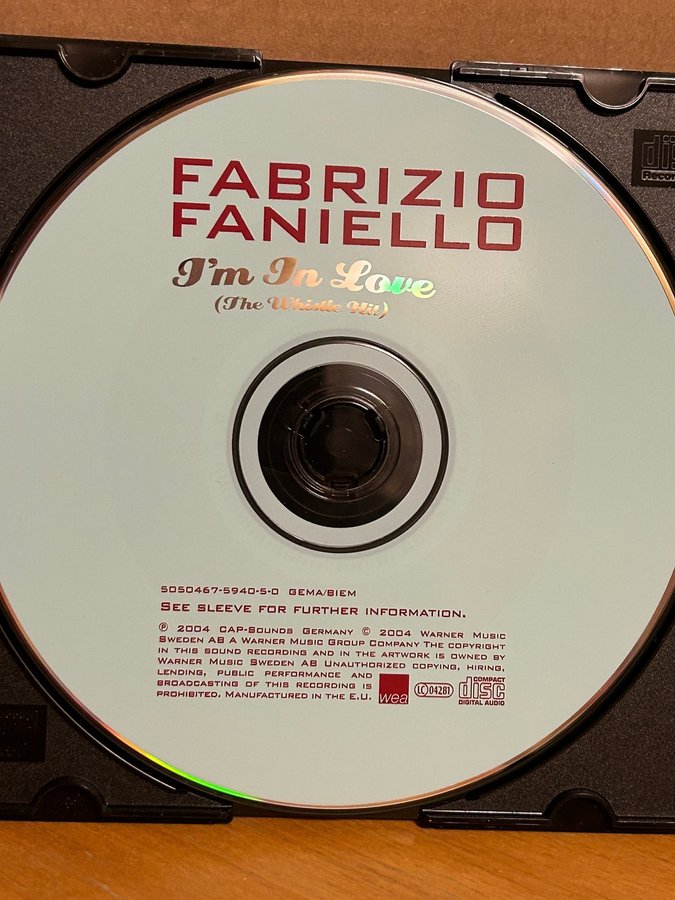 FABRIZIO
FANIELLO
I'm In Love
(The Whistle Hit)
5050467-5940-5-0 GEMA/BIEM
SEE SLEEVE FOR FURTHER INFORMATION.
℗ 2004 CAP-SOUNDS GERMANY © 2004 WARNER MUSIC
SWEDEN AB A WARNER MUSIC GROUP COMPANY THE COPYRIGHT
IN THIS SOUND RECORDING AND IN THE ARTWORK IS OWNED BY
WARNER MUSIC SWEDEN AB UNAUTHORIZED COPYING, HIRING,
LENDING, PUBLIC PERFORMANCE AND
BROADCASTING OF THIS RECORDING IS
PROHIBITED. MANUFACTURED IN THE E.U.
wea
LC 04281
COMPACT
disc
DIGITAL AUDIO